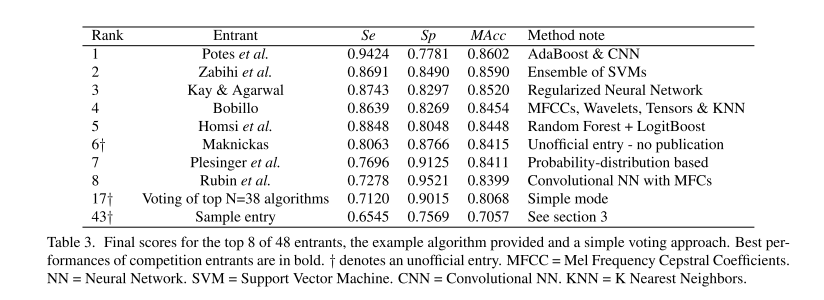 Rank Entrant Se Sp MAcc Method note
1 Potes et al. 0.9424 0.7781 0.8602 AdaBoost & CNN
2 Zabihi et al. 0.8691 0.8490 0.8590 Ensemble of SVMs
3 Kay & Agarwal 0.8743 0.8297 0.8520 Regularized Neural Network
4 Bobillo 0.8639 0.8269 0.8454 MFCCs, Wavelets, Tensors & KNN
5 Homsi et al. 0.8848 0.8048 0.8448 Random Forest + LogitBoost
6† Maknickas 0.8063 0.8766 0.8415 Unofficial entry - no publication
7 Plesinger et al. 0.7696 0.9125 0.8411 Probability-distribution based
8 Rubin et al. 0.7278 0.9521 0.8399 Convolutional NN with MFCs
17† Voting of top N=38 algorithms 0.7120 0.9015 0.8068 Simple mode
43† Sample entry 0.6545 0.7569 0.7057 See section 3
Table 3. Final scores for the top 8 of 48 entrants, the example algorithm provided and a simple voting approach. Best per-
formances of competition entrants are in bold. † denotes an unofficial entry. MFCC = Mel Frequency Cepstral Coefficients.
NN = Neural Network. SVM = Support Vector Machine. CNN = Convolutional NN. KNN = K Nearest Neighbors.